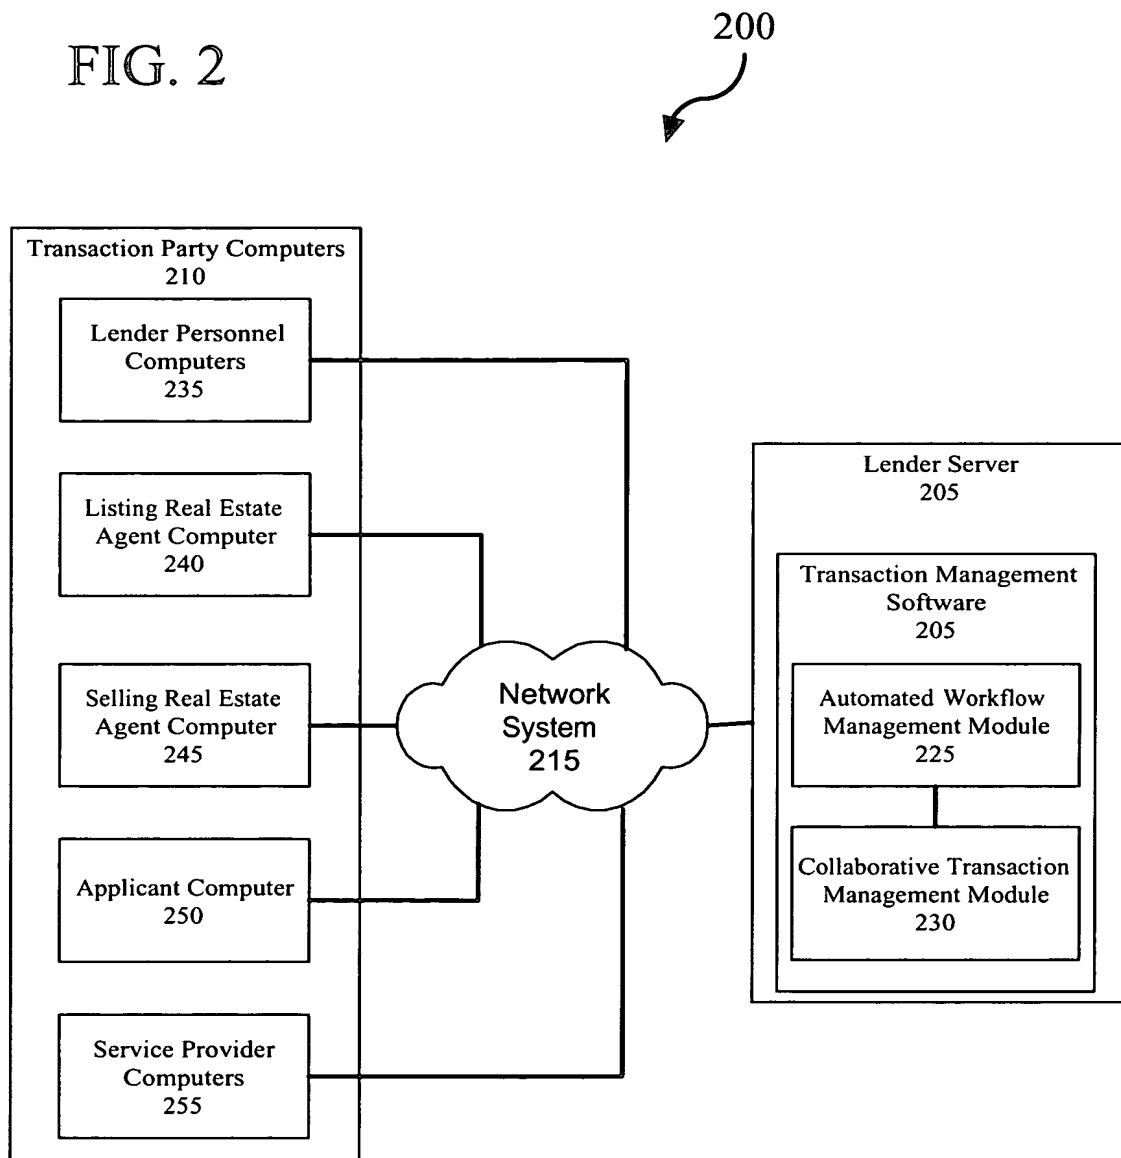 FIG. 2
200
Transaction Party Computers
210
Lender Personnel
Computers
235
Listing Real Estate
Agent Computer
240
Selling Real Estate
Agent Computer
245
Applicant Computer
250
Service Provider
Computers
255
Network
System
215
Lender Server
205
Transaction Management
Software
205
Automated Workflow
Management Module
225
Collaborative Transaction
Management Module
230